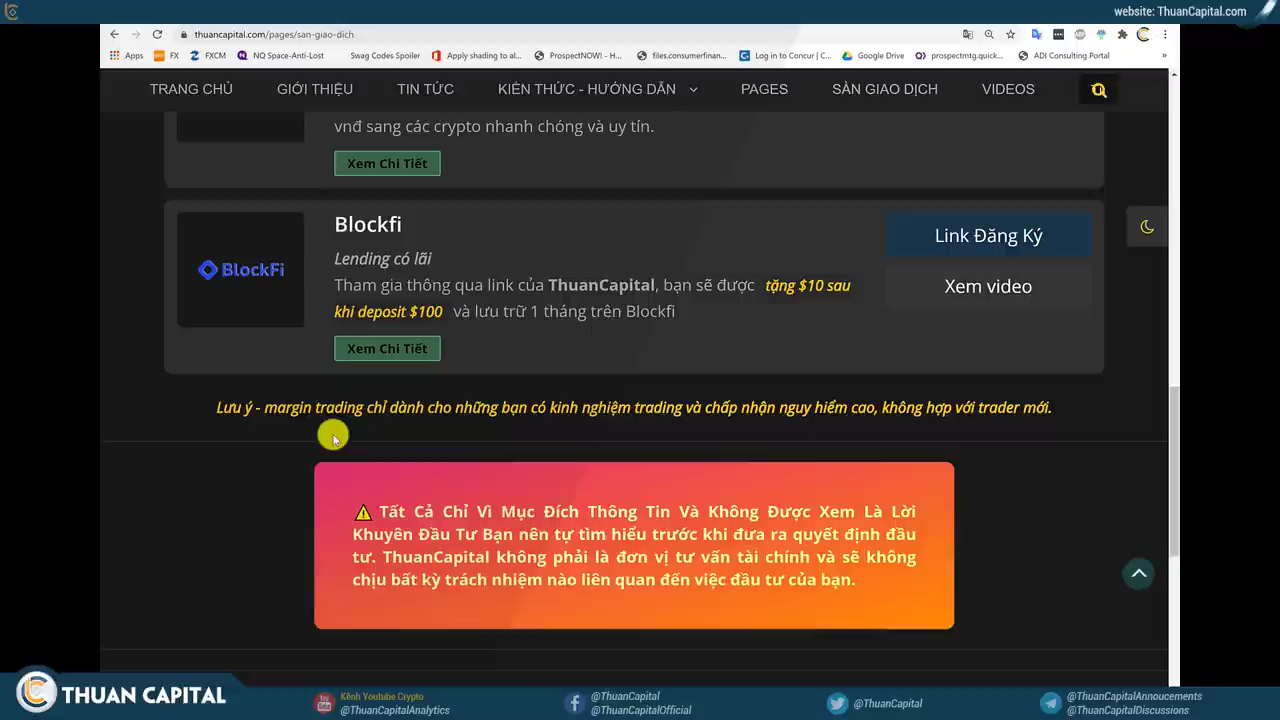 website: ThuanCapital.com
thuancapital.com/pages/san-giao-dich
Apps FX FXCM NQ Space-Anti-Lost Swag Codes Spoiler Apply shading to al... ProspectNOW! - H... files.consumerfinan... Log in to Concur | C... Google Drive prospectmtg.quick... ADI Consulting Portal »
TRANG CHỦ GIỚI THIỆU TIN TỨC KIẾN THỨC - HƯỚNG DẪN PAGES SÀN GIAO DỊCH VIDEOS
vnđ sang các crypto nhanh chóng và uy tín.
Xem Chi Tiết
BlockFi
Blockfi
Lending có lãi
Tham gia thông qua link của ThuanCapital, bạn sẽ được tặng $10 sau
khi deposit $100 và lưu trữ 1 tháng trên Blockfi
Xem Chi Tiết
Link Đăng Ký
Xem video
Lưu ý - margin trading chỉ dành cho những bạn có kinh nghiệm trading và chấp nhận nguy hiểm cao, không hợp với trader mới.
Tất Cả Chỉ Vì Mục Đích Thông Tin Và Không Được Xem Là Lời
Khuyên Đầu Tư Bạn nên tự tìm hiểu trước khi đưa ra quyết định đầu
tư. ThuanCapital không phải là đơn vị tư vấn tài chính và sẽ không
chịu bất kỳ trách nhiệm nào liên quan đến việc đầu tư của bạn.
THUAN CAPITAL
Kênh Youtube Crypto
@ThuanCapitalAnalytics
@ThuanCapital
@ThuanCapitalOfficial
@ThuanCapital
@ThuanCapitalAnnoucements
@ThuanCapitalDiscussions